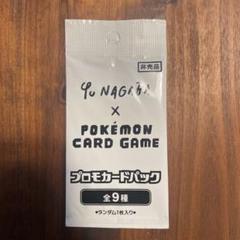 非売品
YU NAGABA
×
POKÉMON
CARD GAME
プロモカードパック
全9種
•ランダム1枚入り•